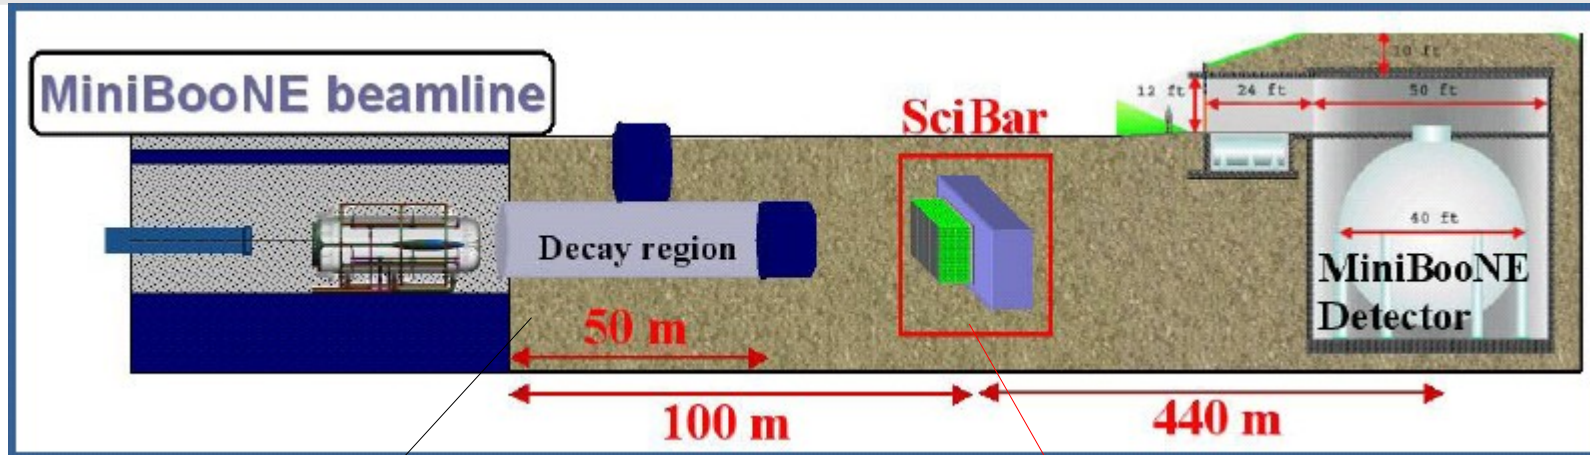 MiniBooNE beamline
SciBar
10 ft
12 ft
24 ft
50 ft
40 ft
Decay region
MiniBooNE
Detector
50 m
100 m
440 m